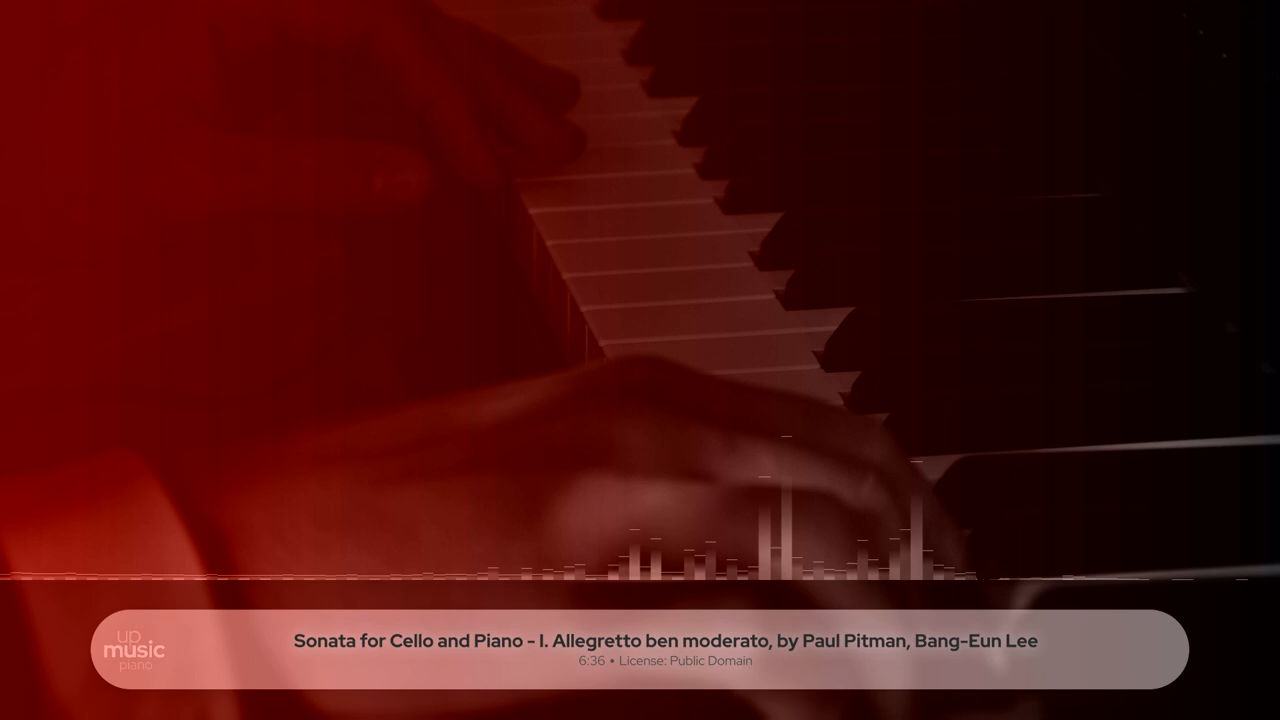 up
music
piano
Sonata for Cello and Piano - I. Allegretto ben moderato, by Paul Pitman, Bang-Eun Lee
6:36 • License: Public Domain